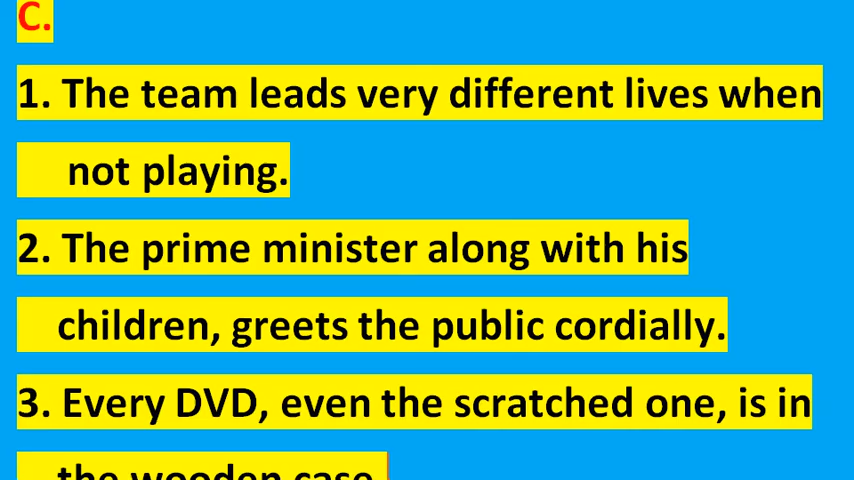 C.
1. The team leads very different lives when
not playing.
2. The prime minister along with his
children, greets the public cordially.
3. Every DVD, even the scratched one, is in
the wooden case